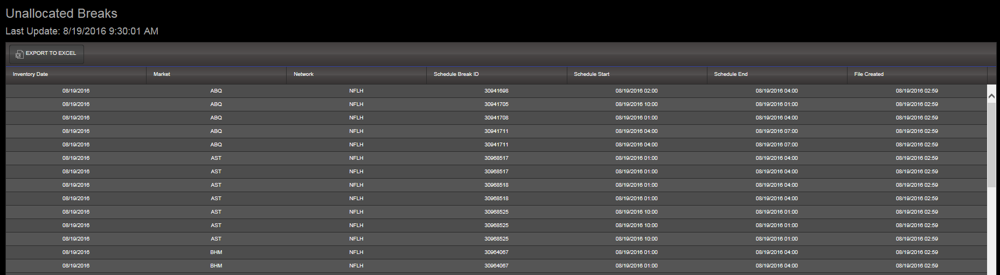 Unallocated Breaks
Last Update: 8/19/2016 9:30:01 AM
EXPORT TO EXCEL
Inventory Date Market Network Schedule Break ID Schedule Start Schedule End File Created
08/19/2016 ABQ NFLH 30941698 08/19/2016 02:00 08/19/2016 04:00 08/19/2016 02:59
08/19/2016 ABQ NFLH 30941705 08/19/2016 10:00 08/19/2016 01:00 08/19/2016 02:59
08/19/2016 ABQ NFLH 30941708 08/19/2016 01:00 08/19/2016 04:00 08/19/2016 02:59
08/19/2016 ABQ NFLH 30941711 08/19/2016 04:00 08/19/2016 07:00 08/19/2016 02:59
08/19/2016 ABQ NFLH 30941711 08/19/2016 04:00 08/19/2016 07:00 08/19/2016 02:59
08/19/2016 AST NFLH 30968517 08/19/2016 01:00 08/19/2016 04:00 08/19/2016 02:59
08/19/2016 AST NFLH 30968517 08/19/2016 01:00 08/19/2016 04:00 08/19/2016 02:59
08/19/2016 AST NFLH 30968518 08/19/2016 01:00 08/19/2016 04:00 08/19/2016 02:59
08/19/2016 AST NFLH 30968518 08/19/2016 01:00 08/19/2016 04:00 08/19/2016 02:59
08/19/2016 AST NFLH 30968525 08/19/2016 10:00 08/19/2016 01:00 08/19/2016 02:59
08/19/2016 AST NFLH 30968525 08/19/2016 10:00 08/19/2016 01:00 08/19/2016 02:59
08/19/2016 AST NFLH 30968525 08/19/2016 10:00 08/19/2016 01:00 08/19/2016 02:59
08/19/2016 BHM NFLH 30964067 08/19/2016 01:00 08/19/2016 04:00 08/19/2016 02:59
08/19/2016 BHM NFLH 30964067 08/19/2016 01:00 08/19/2016 04:00 08/19/2016 02:59